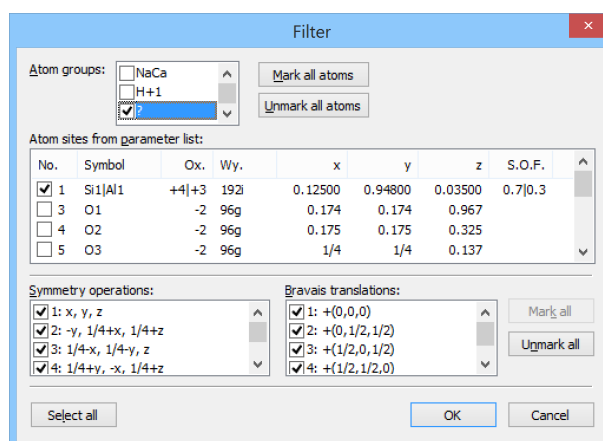 Filter
Atom groups:
NaCa
H+1
?
Mark all atoms
Unmark all atoms
Atom sites from parameter list:
No. Symbol Ox. Wy. x y z S.O.F.
1 Si1|Al1 +4|+3 192i 0.12500 0.94800 0.03500 0.7|0.3
3 O1 -2 96g 0.174 0.174 0.967
4 O2 -2 96g 0.175 0.175 0.325
5 O3 -2 96g 1/4 1/4 0.137
Symmetry operations:
1: x, y, z
2: -y, 1/4+x, 1/4+z
3: 1/4-x, 1/4-y, z
4: 1/4+y, -x, 1/4+z
Bravais translations:
1: +(0,0,0)
2: +(0,1/2,1/2)
3: +(1/2,0,1/2)
4: +(1/2,1/2,0)
Mark all
Unmark all
Select all
OK
Cancel